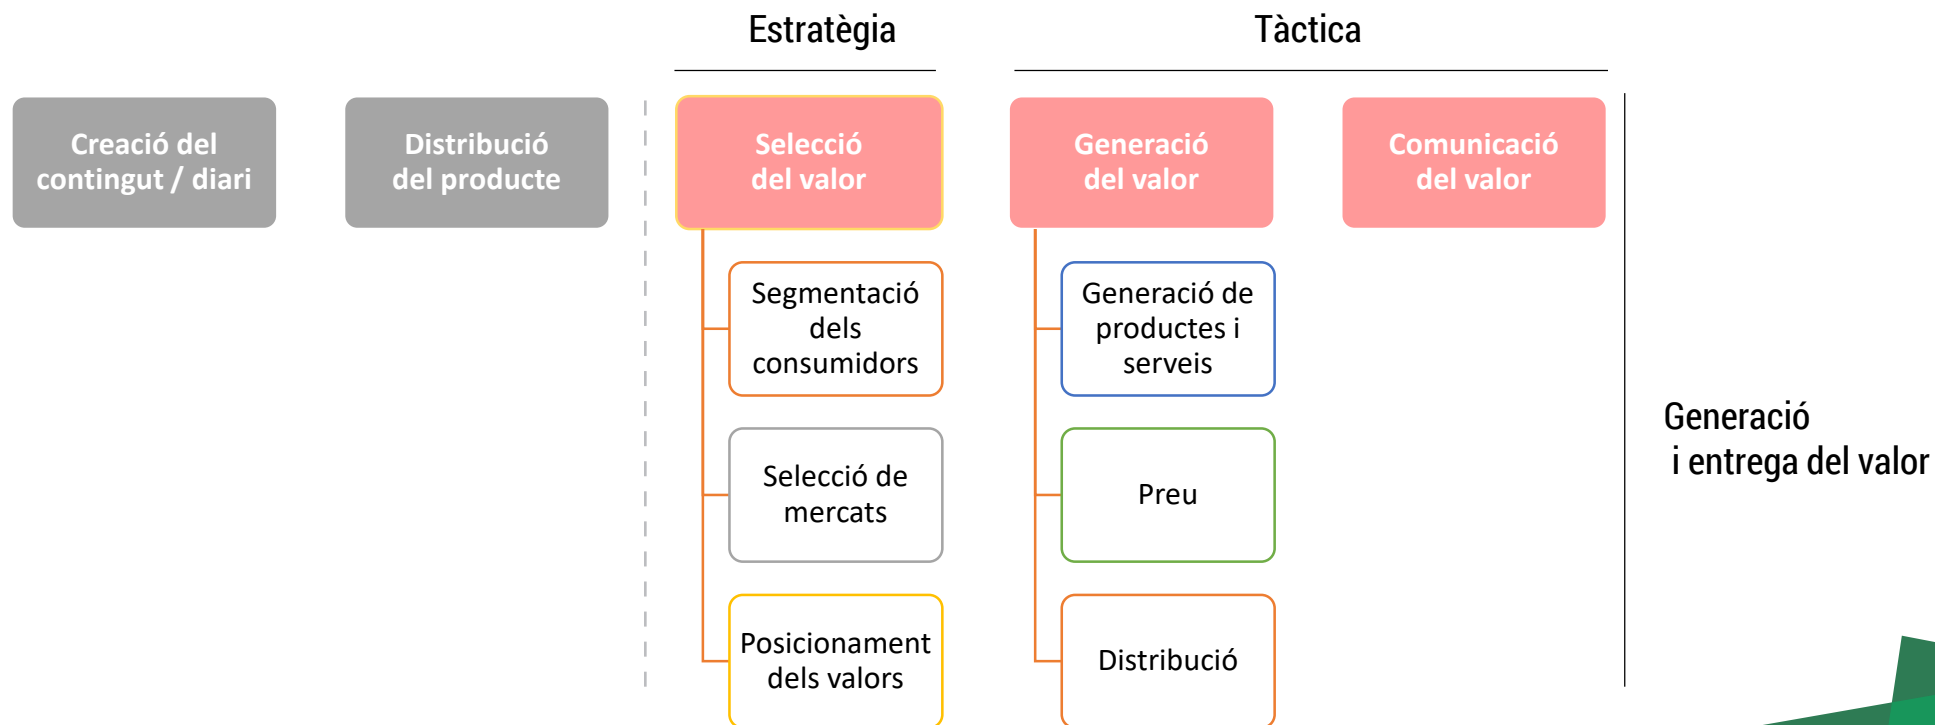 Estratègia
Tàctica
Creació del
contingut / diari
Distribució
del producte
Selecció
del valor
Generació
del valor
Comunicació
del valor
Segmentació
dels
consumidors
Generació de
productes i
serveis
Selecció de
mercats
Preu
Posicionament
dels valors
Distribució
Generació
i entrega del valor